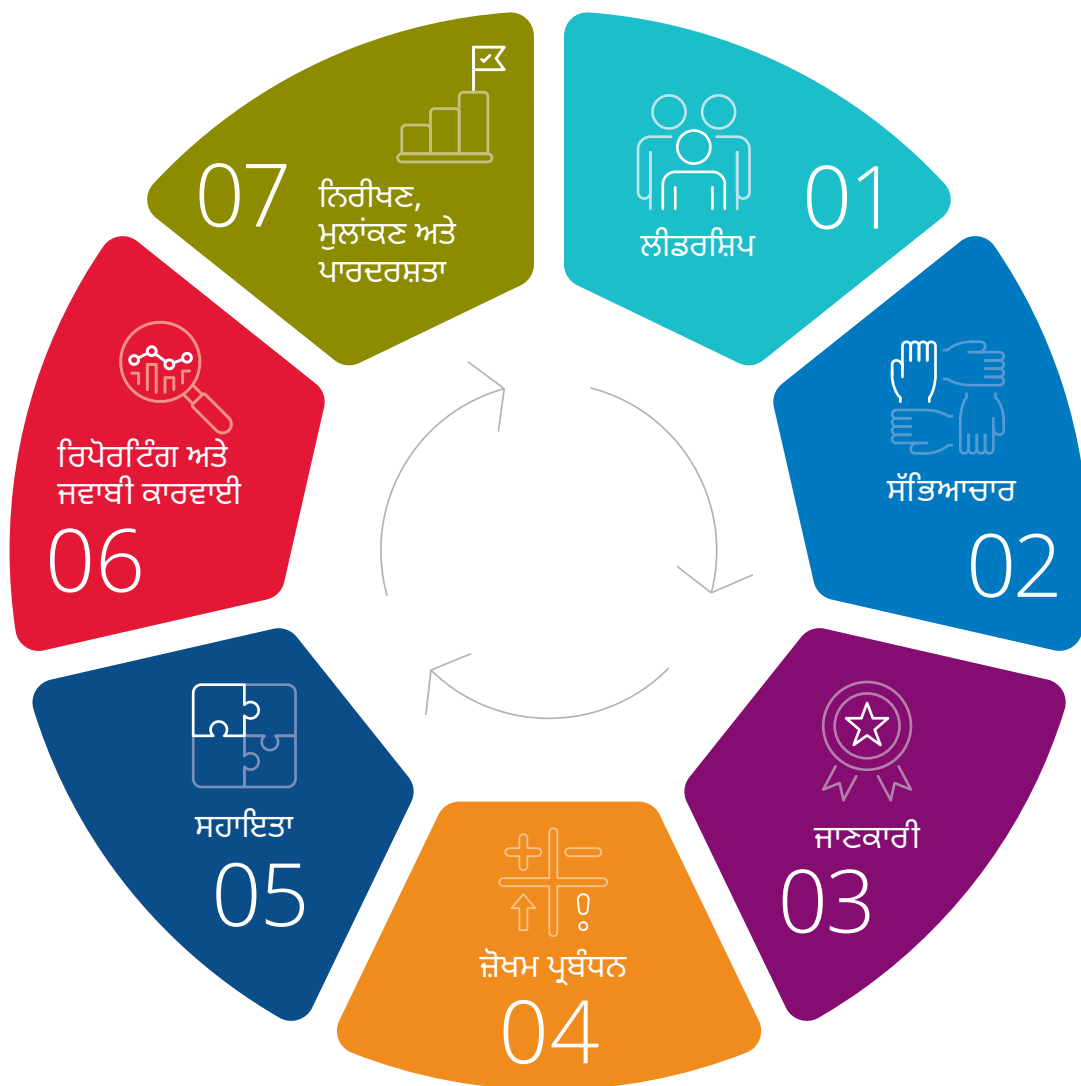 01
ਲੀਡਰਸ਼ਿਪ
ਸੱਭਿਆਚਾਰ
02
ਜਾਣਕਾਰੀ
03
ਜ਼ੋਖਮ ਪ੍ਰਬੰਧਨ
04
ਸਹਾਇਤਾ
05
ਰਿਪੋਰਟਿੰਗ ਅਤੇ
ਜਵਾਬੀ ਕਾਰਵਾਈ
06
07
ਨਿਰੀਖਣ,
ਮੁਲਾਂਕਣ ਅਤੇ
ਪਾਰਦਰਸ਼ਤਾ